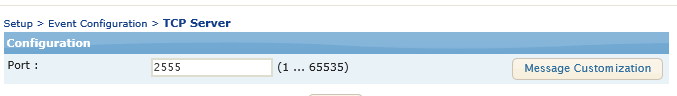 Setup > Event Configuration > TCP Server
Configuration
Port : 2555 (1 ... 65535) Message Customization